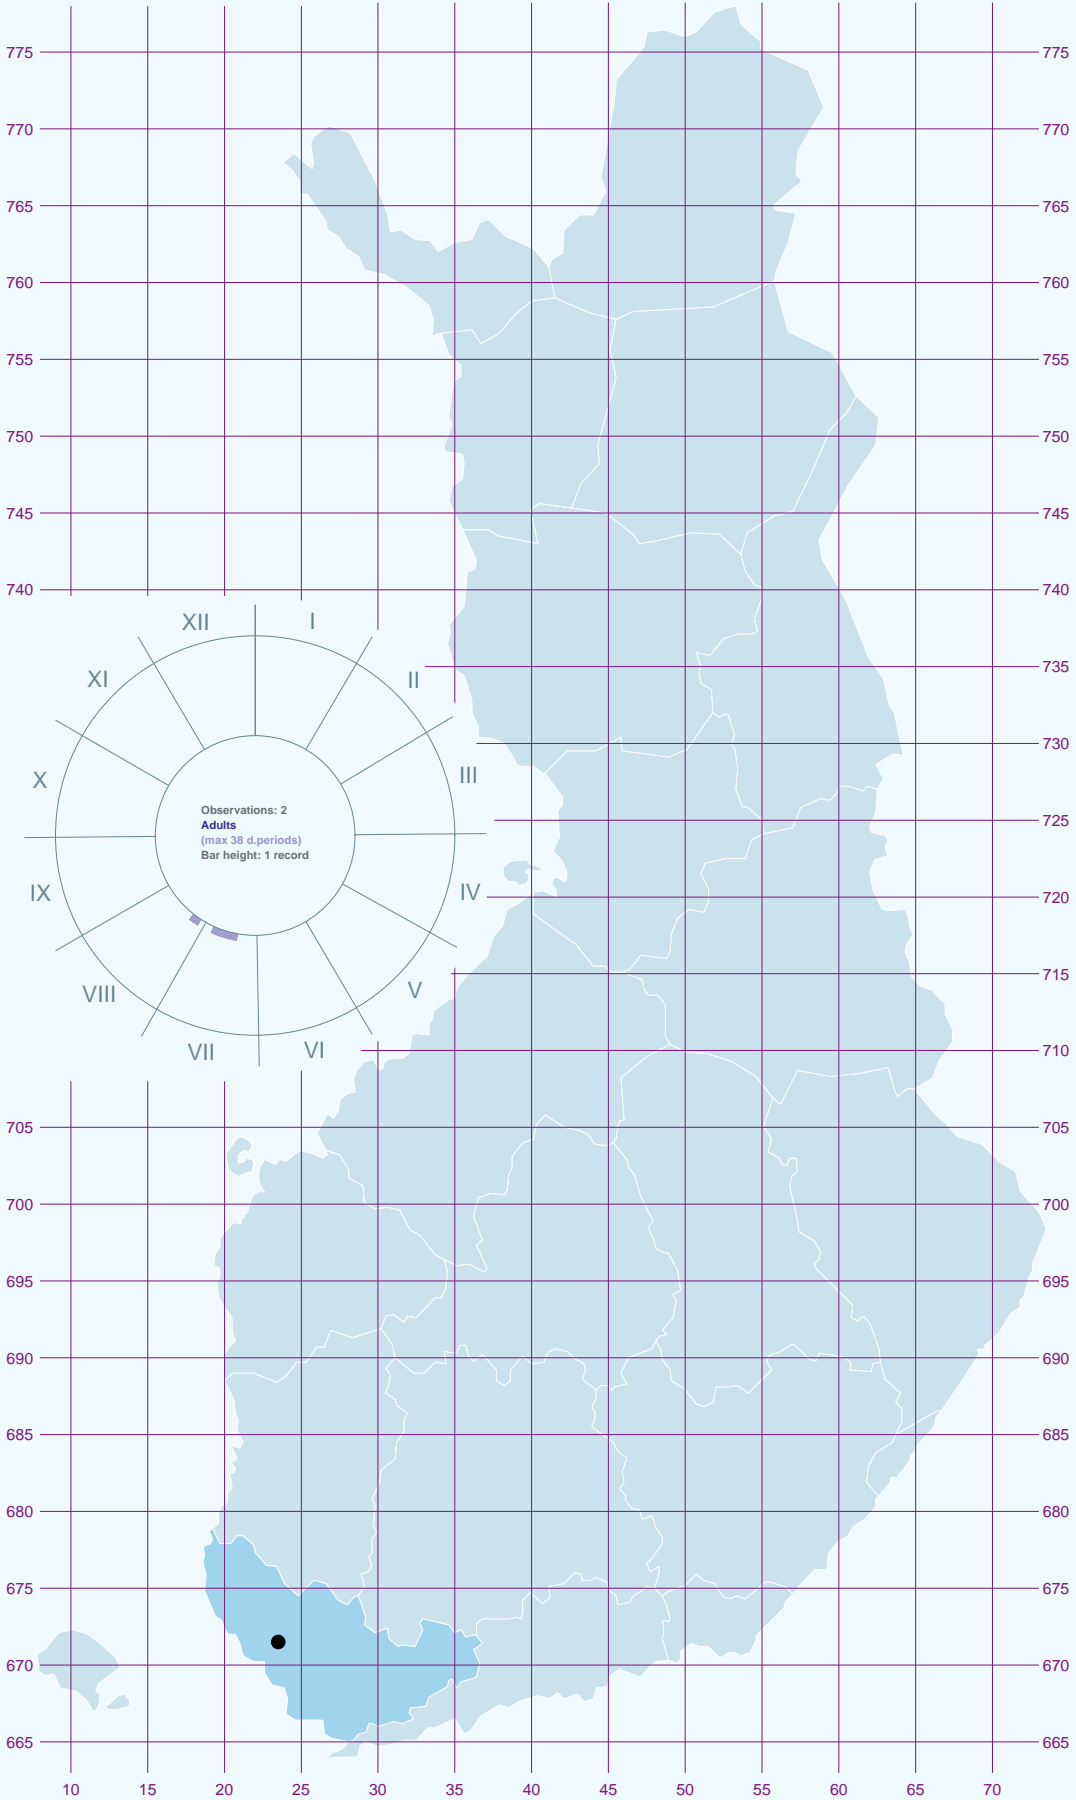 775 775
770 770
765 765
760 760
755 755
750 750
745 745
740 740
XII I
XI II
735
730
X III
Observations: 2
Adults
(max 38 d.periods)
Bar height: 1 record
725
IX IV
720
VIII V
715
VII VI
710
705 705
700 700
695 695
690 690
685 685
680 680
675 675
670 670
665 665
10 15 20 25 30 35 40 45 50 55 60 65 70